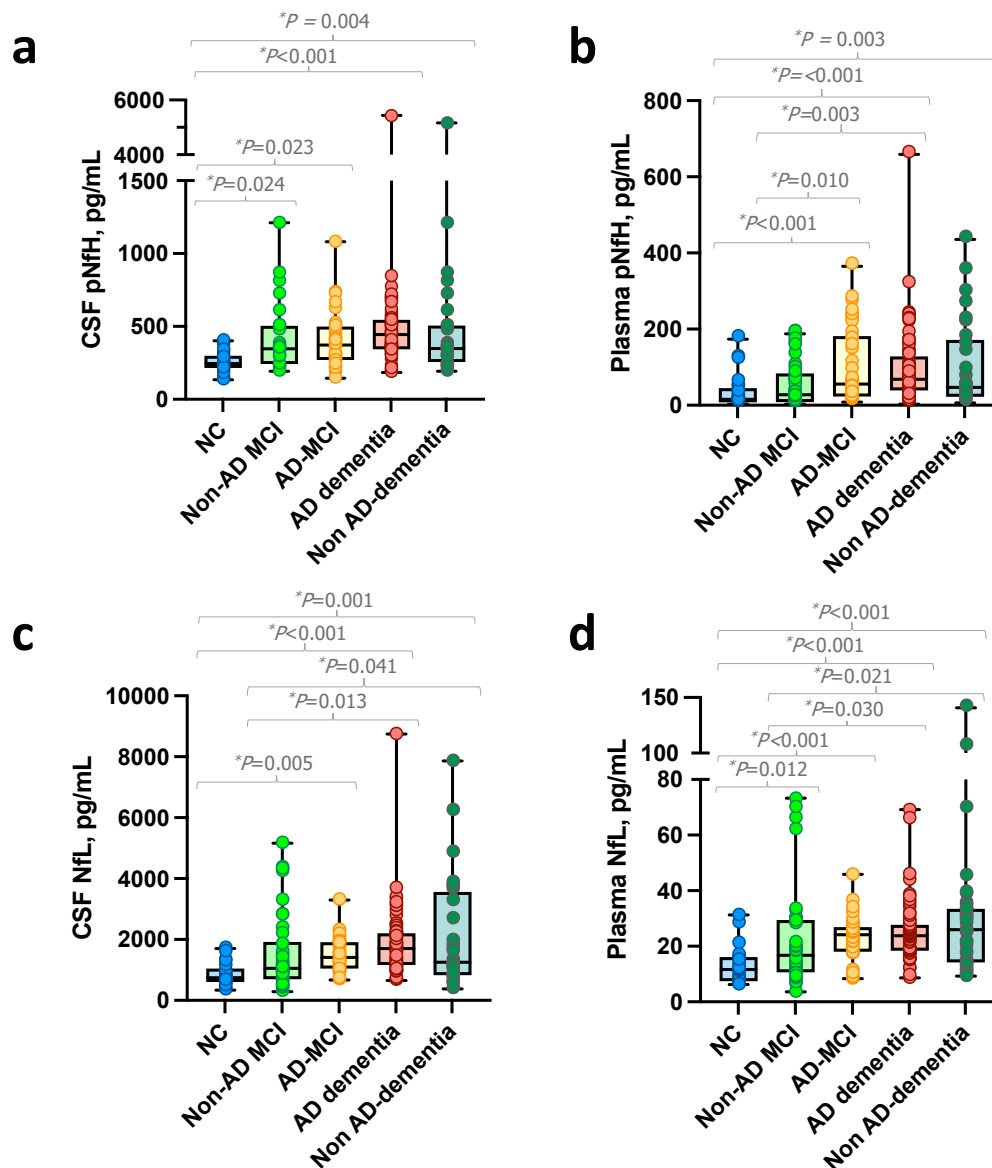 a
*P = 0.004
*P<0.001
*P=0.023
*P=0.024
CSF pNfH, pg/mL
6000
4000
1500
1000
500
0
NC
Non-AD MCI
AD-MCI
AD dementia
Non AD-dementia
b
*P = 0.003
*P=<0.001
*P=0.003
*P=0.010
*P<0.001
Plasma pNfH, pg/mL
800
600
400
200
0
NC
Non-AD MCI
AD-MCI
AD dementia
Non AD-dementia
c
*P=0.001
*P<0.001
*P=0.041
*P=0.013
*P=0.005
CSF NfL, pg/mL
10000
8000
6000
4000
2000
0
NC
Non-AD MCI
AD-MCI
AD dementia
Non AD-dementia
d
*P<0.001
*P<0.001
*P=0.021
*P=0.030
*P<0.001
*P=0.012
Plasma NfL, pg/mL
150
100
80
60
40
20
0
NC
Non-AD MCI
AD-MCI
AD dementia
Non AD-dementia